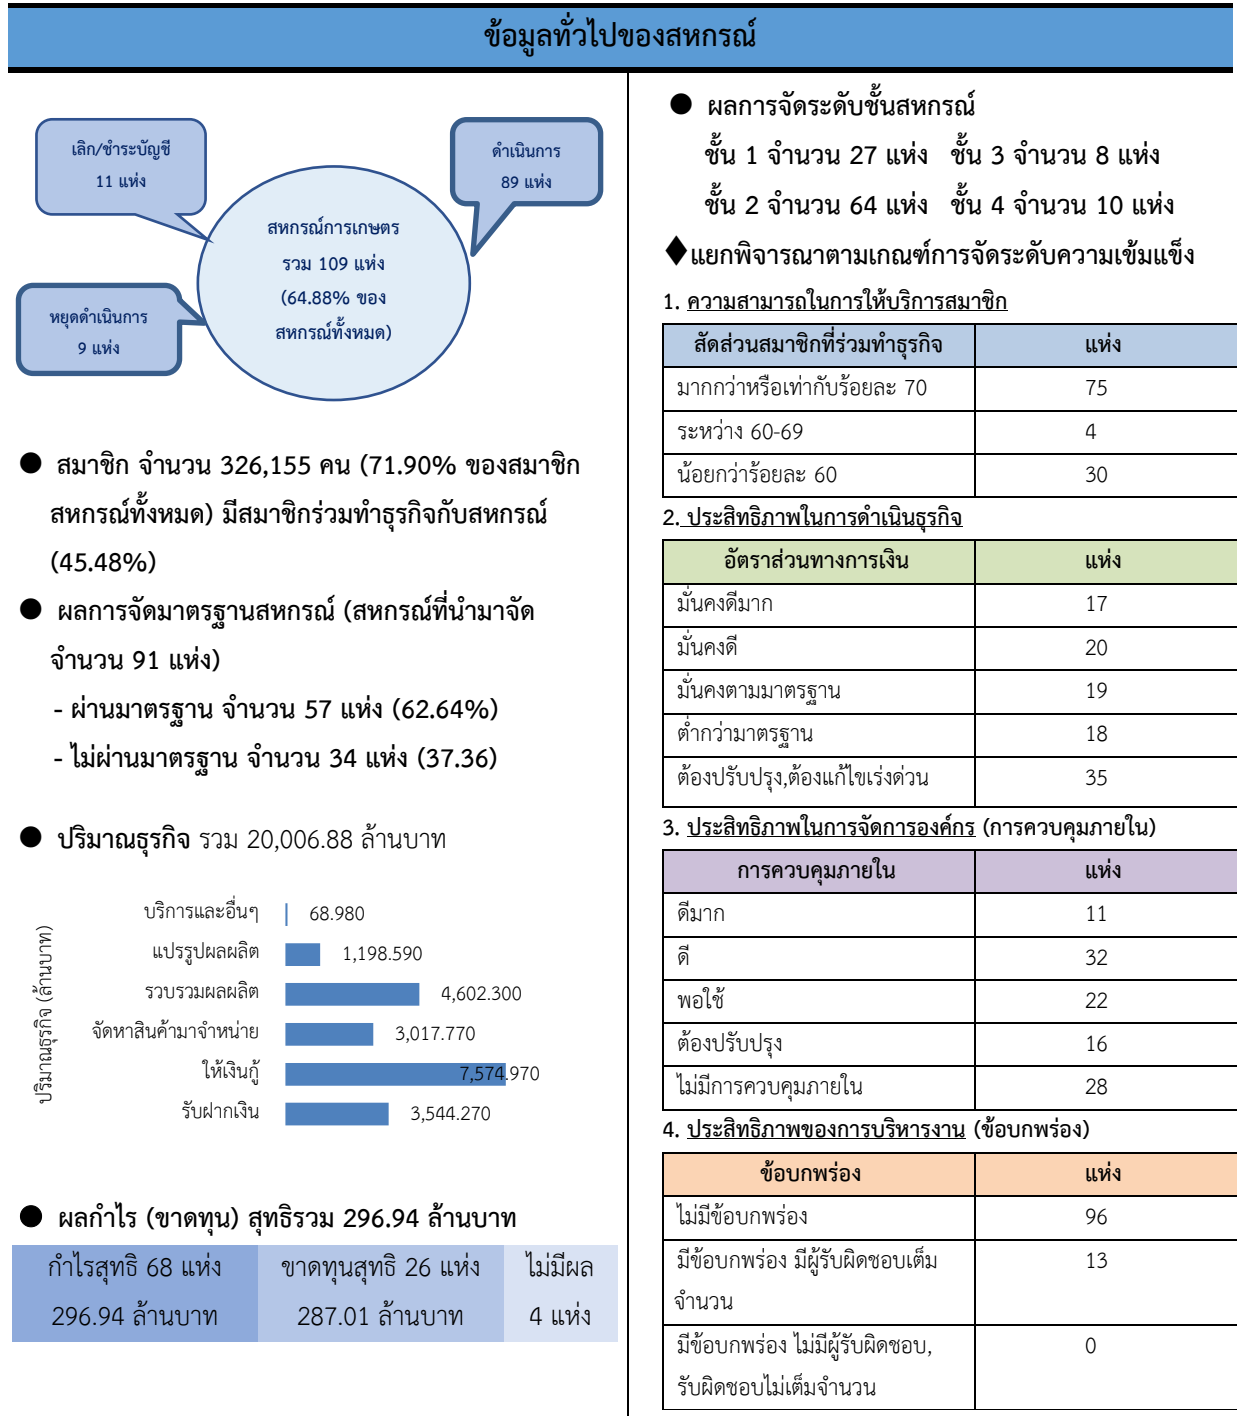 ข้อมูลทั่วไปของสหกรณ์
เลิก/ชำระบัญชี
11 แห่ง
ดำเนินการ
89 แห่ง
สหกรณ์การเกษตร
รวม 109 แห่ง
(64.88% ของ
สหกรณ์ทั้งหมด)
หยุดดำเนินการ
9 แห่ง
● สมาชิก จำนวน 326,155 คน (71.90% ของสมาชิก
สหกรณ์ทั้งหมด) มีสมาชิกร่วมทำธุรกิจกับสหกรณ์
(45.48%)
● ผลการจัดมาตรฐานสหกรณ์ (สหกรณ์ที่นำมาจัด
จำนวน 91 แห่ง)
- ผ่านมาตรฐาน จำนวน 57 แห่ง (62.64%)
- ไม่ผ่านมาตรฐาน จำนวน 34 แห่ง (37.36)
● ปริมาณธุรกิจ รวม 20,006.88 ล้านบาท
ปริมาณธุรกิจ (ล้านบาท)
บริการและอื่นๆ 68.980
แปรรูปผลผลิต 1,198.590
รวบรวมผลผลิต 4,602.300
จัดหาสินค้ามาจำหน่าย 3,017.770
ให้เงินกู้ 7,574.970
รับฝากเงิน 3,544.270
● ผลกำไร (ขาดทุน) สุทธิรวม 296.94 ล้านบาท
กำไรสุทธิ 68 แห่ง ขาดทุนสุทธิ 26 แห่ง ไม่มีผล
296.94 ล้านบาท 287.01 ล้านบาท 4 แห่ง
● ผลการจัดระดับชั้นสหกรณ์
ชั้น 1 จำนวน 27 แห่ง ชั้น 3 จำนวน 8 แห่ง
ชั้น 2 จำนวน 64 แห่ง ชั้น 4 จำนวน 10 แห่ง
♦แยกพิจารณาตามเกณฑ์การจัดระดับความเข้มแข็ง
1. ความสามารถในการให้บริการสมาชิก
สัดส่วนสมาชิกที่ร่วมทำธุรกิจ แห่ง
มากกว่าหรือเท่ากับร้อยละ 70 75
ระหว่าง 60-69 4
น้อยกว่าร้อยละ 60 30
2. ประสิทธิภาพในการดำเนินธุรกิจ
อัตราส่วนทางการเงิน แห่ง
มั่นคงดีมาก 17
มั่นคงดี 20
มั่นคงตามมาตรฐาน 19
ต่ำกว่ามาตรฐาน 18
ต้องปรับปรุง,ต้องแก้ไขเร่งด่วน 35
3. ประสิทธิภาพในการจัดการองค์กร (การควบคุมภายใน)
การควบคุมภายใน แห่ง
ดีมาก 11
ดี 32
พอใช้ 22
ต้องปรับปรุง 16
ไม่มีการควบคุมภายใน 28
4. ประสิทธิภาพของการบริหารงาน (ข้อบกพร่อง)
ข้อบกพร่อง แห่ง
ไม่มีข้อบกพร่อง 96
มีข้อบกพร่อง มีผู้รับผิดชอบเต็ม 13
จำนวน
มีข้อบกพร่อง ไม่มีผู้รับผิดชอบ, 0
รับผิดชอบไม่เต็มจำนวน